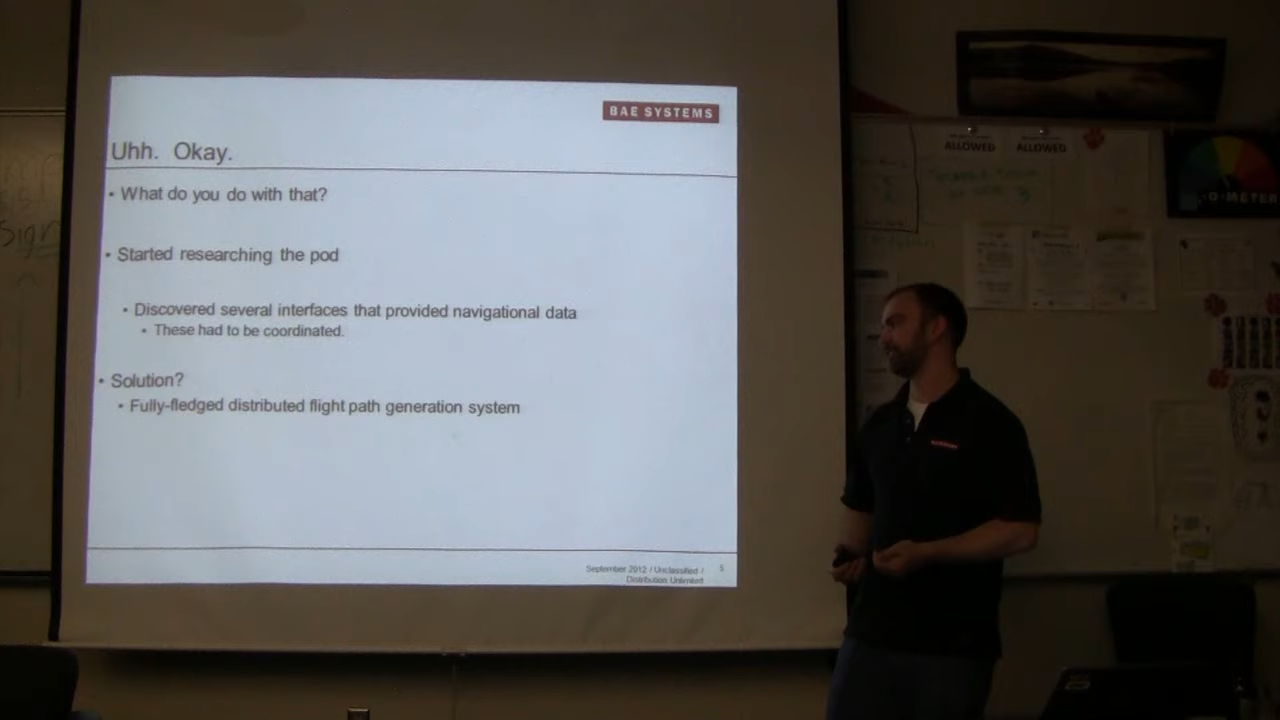 BAE SYSTEMS
Uhh. Okay.
• What do you do with that?
• Started researching the pod
• Discovered several interfaces that provided navigational data
• These had to be coordinated.
• Solution?
• Fully-fledged distributed flight path generation system
September 2012 / Unclassified / 5
Distribution Unlimited
ALLOWED
ALLOWED
-O-METER
Sign